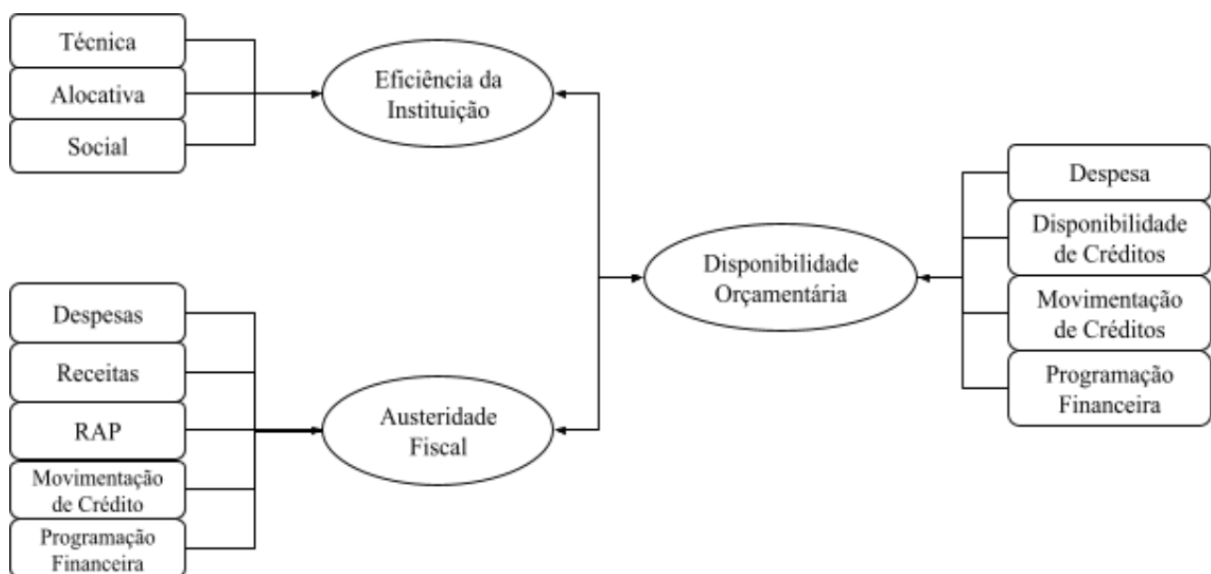 Técnica
Alocativa
Social
Eficiência da
Instituição
Despesas
Receitas
RAP
Movimentação
de Crédito
Programação
Financeira
Austeridade
Fiscal
Disponibilidade
Orçamentária
Despesa
Disponibilidade
de Créditos
Movimentação
de Créditos
Programação
Financeira